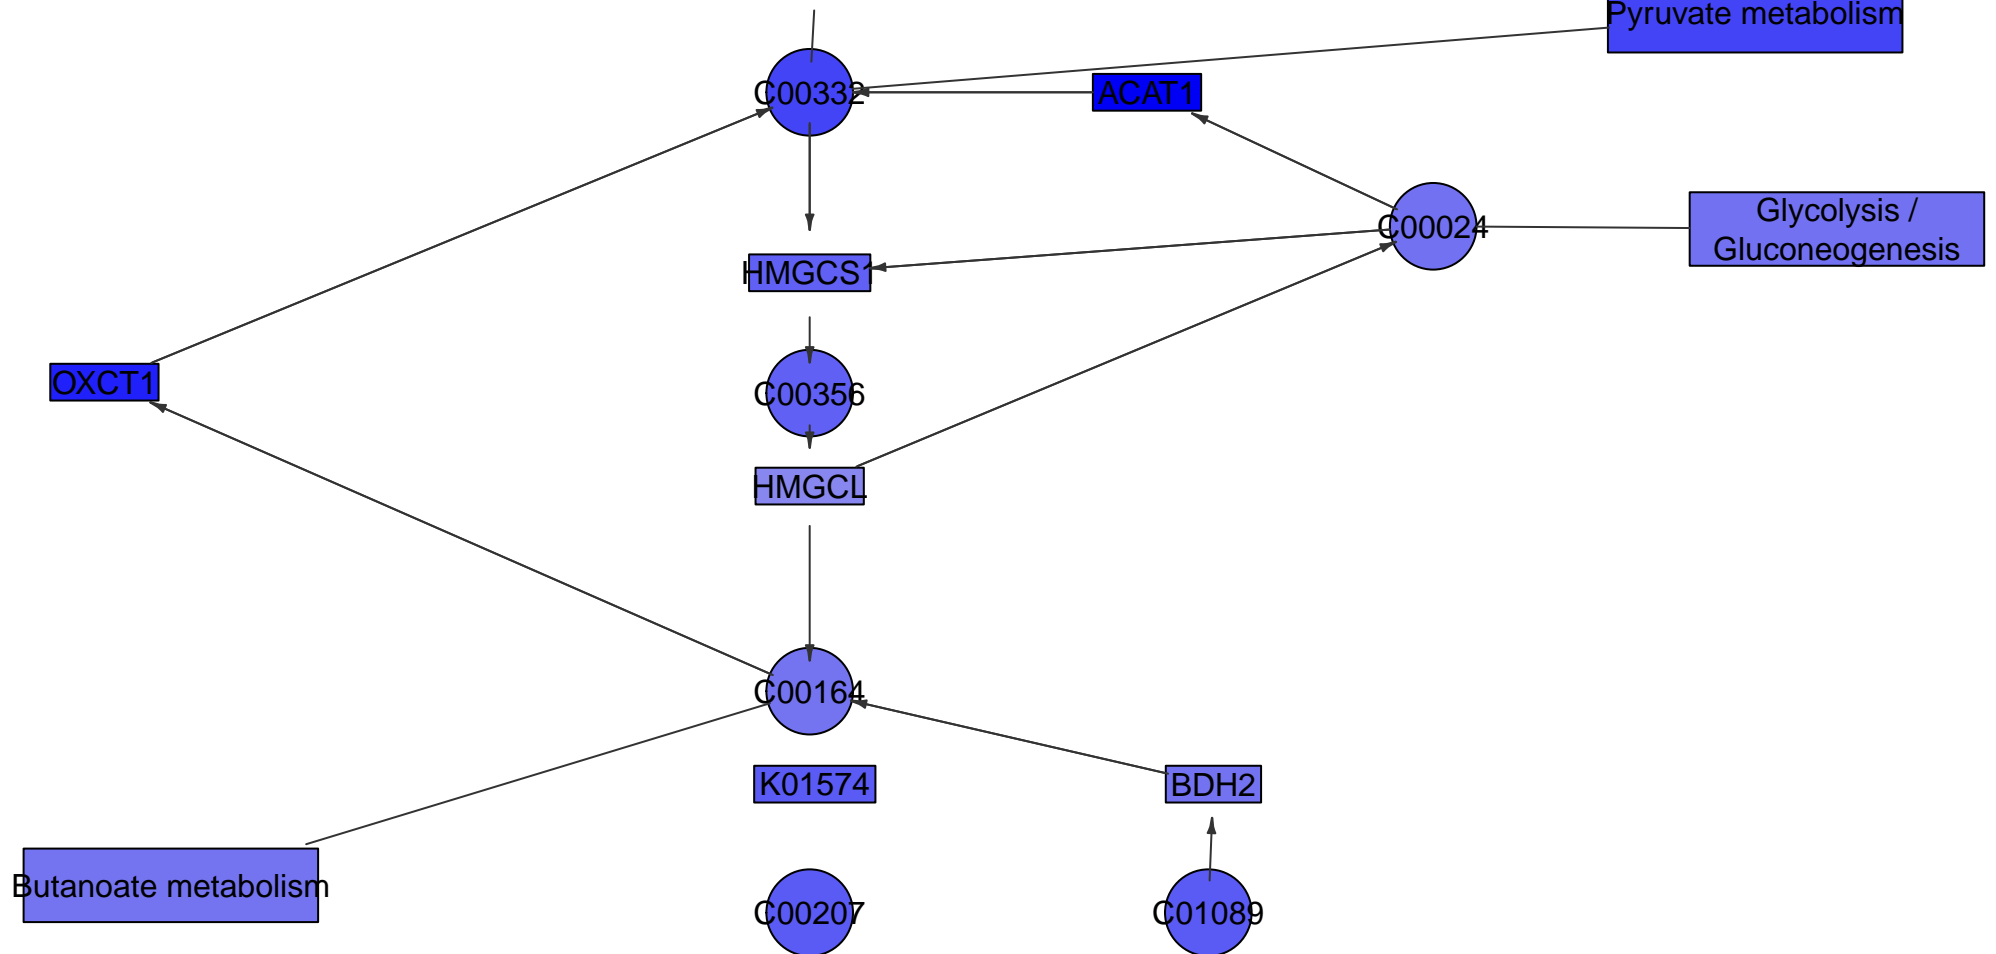 Pyruvate metabolism
C00332
ACAT1
C00024
Glycolysis /
Gluconeogenesis
HMGCS1
OXCT1
C00356
HMGCL
C00164
K01574
BDH2
Butanoate metabolism
C00207
C01089